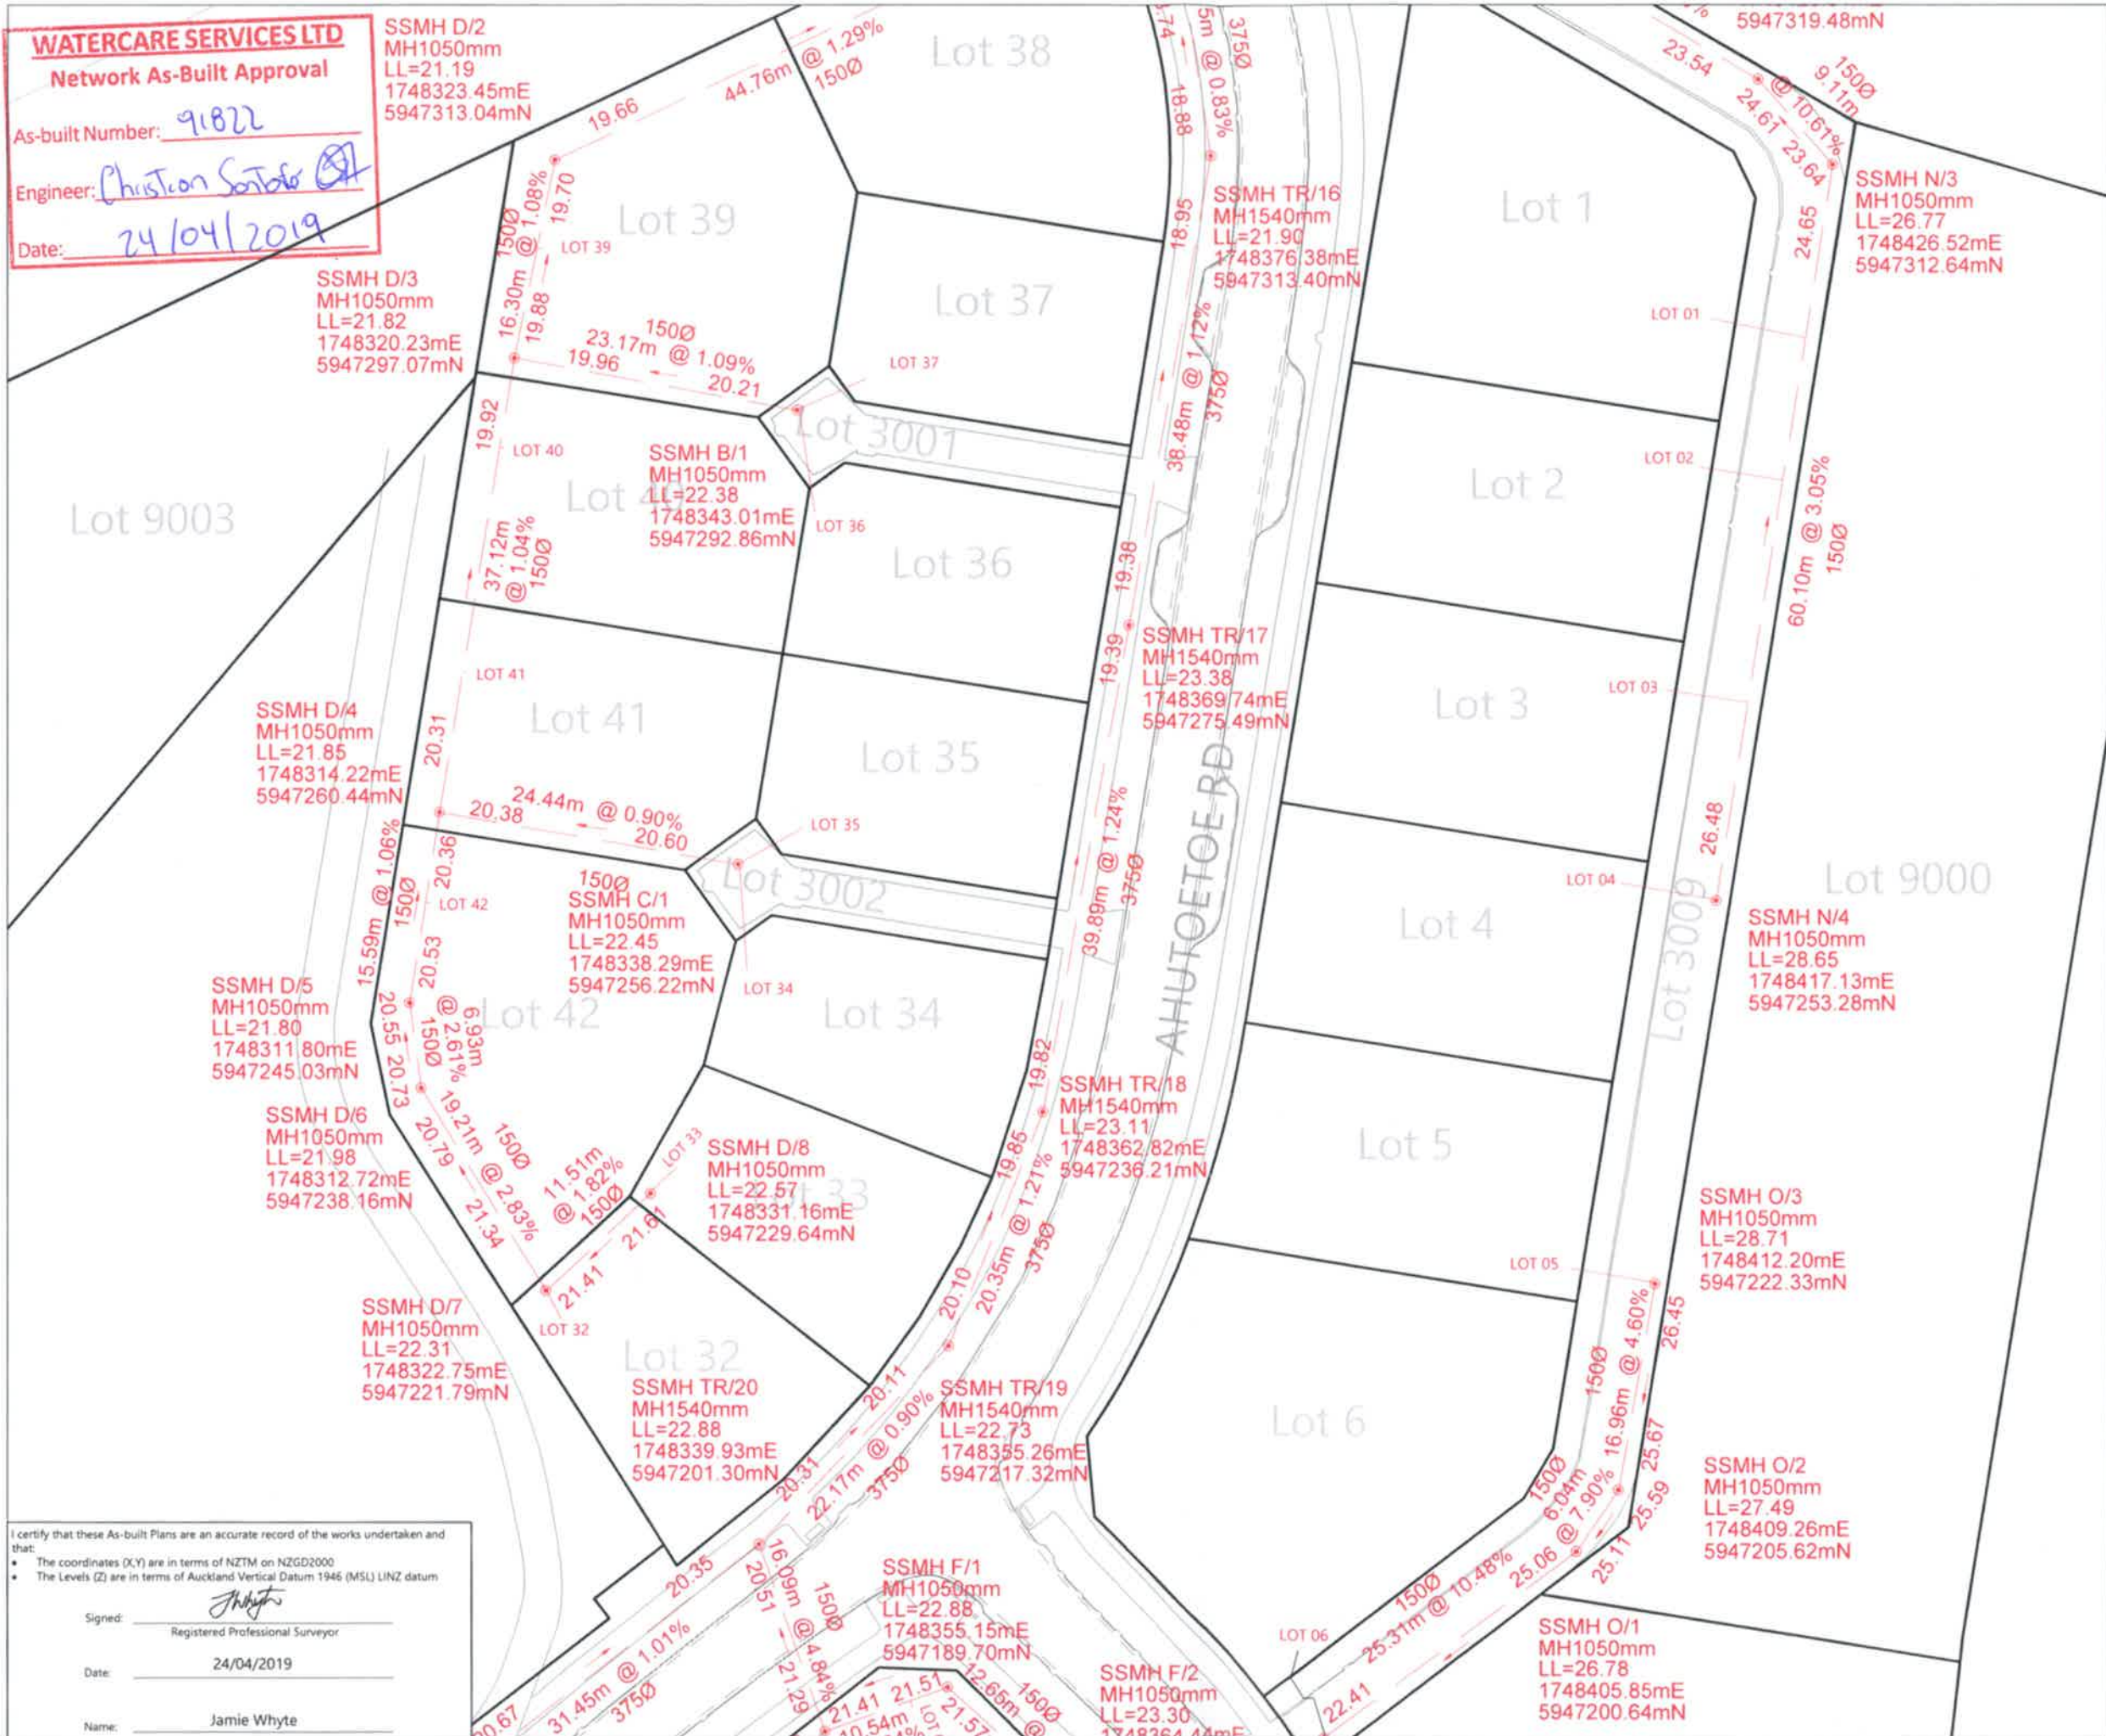 WATERCARE SERVICES LTD
Network As-Built Approval
As-built Number: 91822
Engineer: Christian
Date: 24/04/2019
SSMH D/2
MH1050mm
LL=21.19
1748323.45mE
5947313.04mN
44.76m @ 1.29%
150Ø
19.66
Lot 38
18.88
5m @ 0.83%
375Ø
5947319.48mN
23.54
150Ø
9.11m
@ 10.61%
24.61
23.64
24.65
Lot 1
SSMH N/3
MH1050mm
LL=26.77
1748426.52mE
5947312.64mN
SSMH TR/16
MH1540mm
LL=21.90
1748376.38mE
5947313.40mN
18.95
Lot 39
LOT 39
150Ø
16.30m @ 1.08%
19.70
19.88
SSMH D/3
MH1050mm
LL=21.82
1748320.23mE
5947297.07mN
Lot 37
LOT 37
150Ø
23.17m @ 1.09%
19.96
20.21
38.48m @ 1.12%
375Ø
LOT 01
Lot 3001
19.92
LOT 40
Lot 40
SSMH B/1
MH1050mm
LL=22.38
1748343.01mE
5947292.86mN
LOT 36
Lot 36
37.12m
@ 1.04%
150Ø
Lot 9003
Lot 2
LOT 02
60.10m @ 3.05%
150Ø
19.38
19.39
SSMH TR/17
MH1540mm
LL=23.38
1748369.74mE
5947275.49mN
LOT 41
Lot 41
20.31
Lot 35
LOT 35
Lot 3
LOT 03
SSMH D/4
MH1050mm
LL=21.85
1748314.22mE
5947260.44mN
24.44m @ 0.90%
20.38
20.60
150Ø
Lot 3002
39.89m @ 1.24%
375Ø
AHUTOETOE RD
26.48
Lot 9000
Lot 4
LOT 04
Lot 3009
SSMH N/4
MH1050mm
LL=28.65
1748417.13mE
5947253.28mN
15.59m @ 1.06%
150Ø
20.36
LOT 42
20.53
Lot 42
SSMH C/1
MH1050mm
LL=22.45
1748338.29mE
5947256.22mN
LOT 34
Lot 34
SSMH D/5
MH1050mm
LL=21.80
1748311.80mE
5947245.03mN
20.55
20.73
6.93m
@ 2.61%
150Ø
19.82
SSMH TR/18
MH1540mm
LL=23.11
1748362.82mE
5947236.21mN
19.85
SSMH D/6
MH1050mm
LL=21.98
1748312.72mE
5947238.16mN
20.79
19.21m @ 2.83%
150Ø
21.34
11.51m
@ 1.82%
150Ø
LOT 33
SSMH D/8
MH1050mm
LL=22.57
1748331.16mE
5947229.64mN
Lot 33
21.61
21.41
Lot 5
LOT 05
SSMH O/3
MH1050mm
LL=28.71
1748412.20mE
5947222.33mN
20.35m @ 1.21%
375Ø
20.10
26.45
150Ø
16.96m @ 4.60%
25.67
SSMH D/7
MH1050mm
LL=22.31
1748322.75mE
5947221.79mN
LOT 32
Lot 32
SSMH TR/20
MH1540mm
LL=22.88
1748339.93mE
5947201.30mN
20.11
22.17m @ 0.90%
375Ø
20.31
SSMH TR/19
MH1540mm
LL=22.73
1748355.26mE
5947217.32mN
Lot 6
LOT 06
150Ø
6.04m
@ 7.90%
25.59
25.11
25.06
SSMH O/2
MH1050mm
LL=27.49
1748409.26mE
5947205.62mN
150Ø
25.31m @ 10.48%
22.41
SSMH O/1
MH1050mm
LL=26.78
1748405.85mE
5947200.64mN
20.35
31.45m @ 1.01%
375Ø
20.51
16.09m @ 4.84%
150Ø
21.29
SSMH F/1
MH1050mm
LL=22.88
1748355.15mE
5947189.70mN
21.41
21.51
10.54m
21.57
12.65m @
150Ø
SSMH F/2
MH1050mm
LL=23.30
1748364.44mE
I certify that these As-built Plans are an accurate record of the works undertaken and
that:
• The coordinates (X,Y) are in terms of NZTM on NZGD2000
• The Levels (Z) are in terms of Auckland Vertical Datum 1946 (MSL) LINZ datum
Signed: JWhyte
Registered Professional Surveyor
Date: 24/04/2019
Name: Jamie Whyte